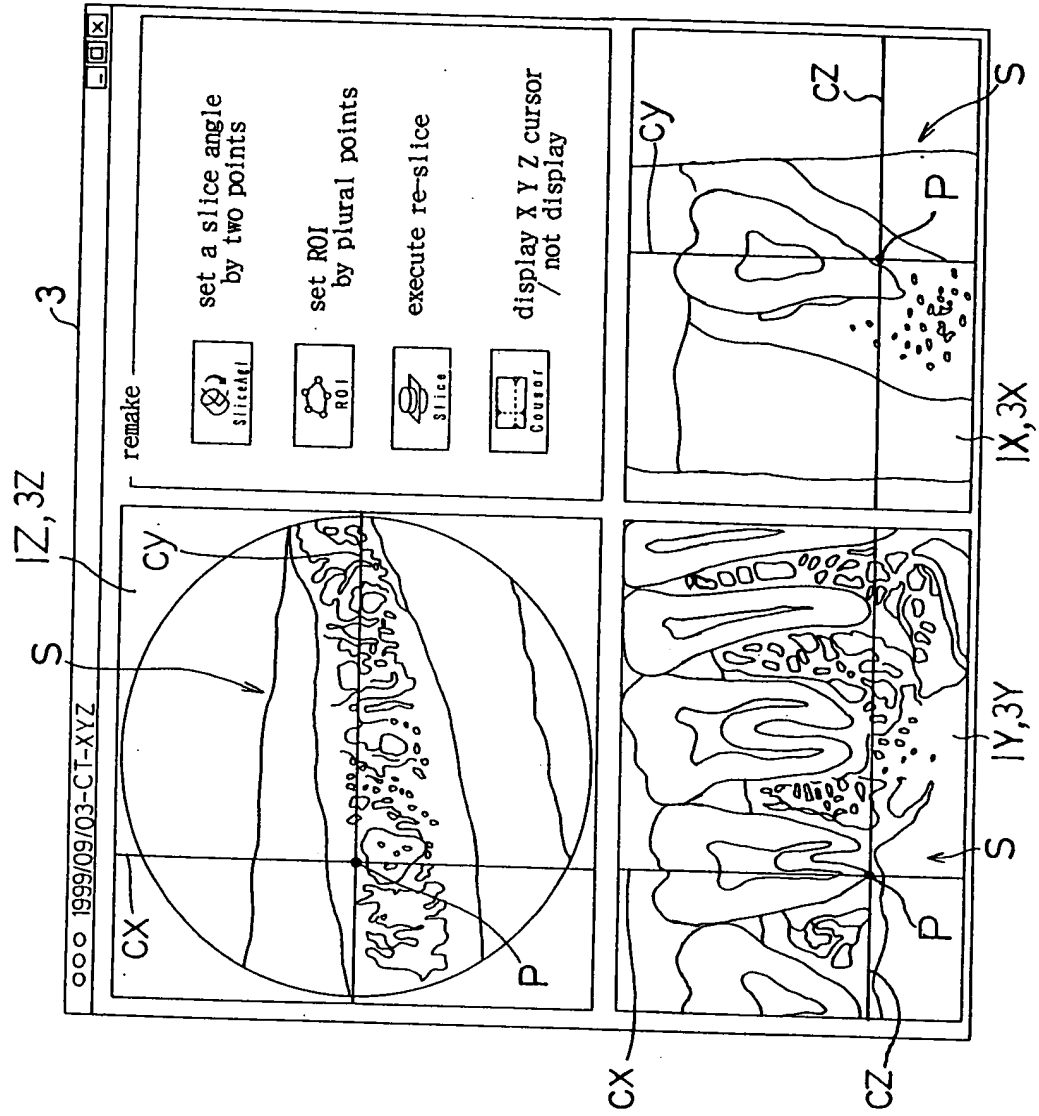 3
ooo 1999/09/03-CT-XYZ
1Z,3Z
S
CX
Cy
P
remake
SliceAgl
set a slice angle
by two points
ROI
set ROI
by plural points
Slice
execute re-slice
Cousor
display X Y Z cursor
/ not display
CX
CZ
P
S
1Y,3Y
Cy
CZ
P
S
1X,3X